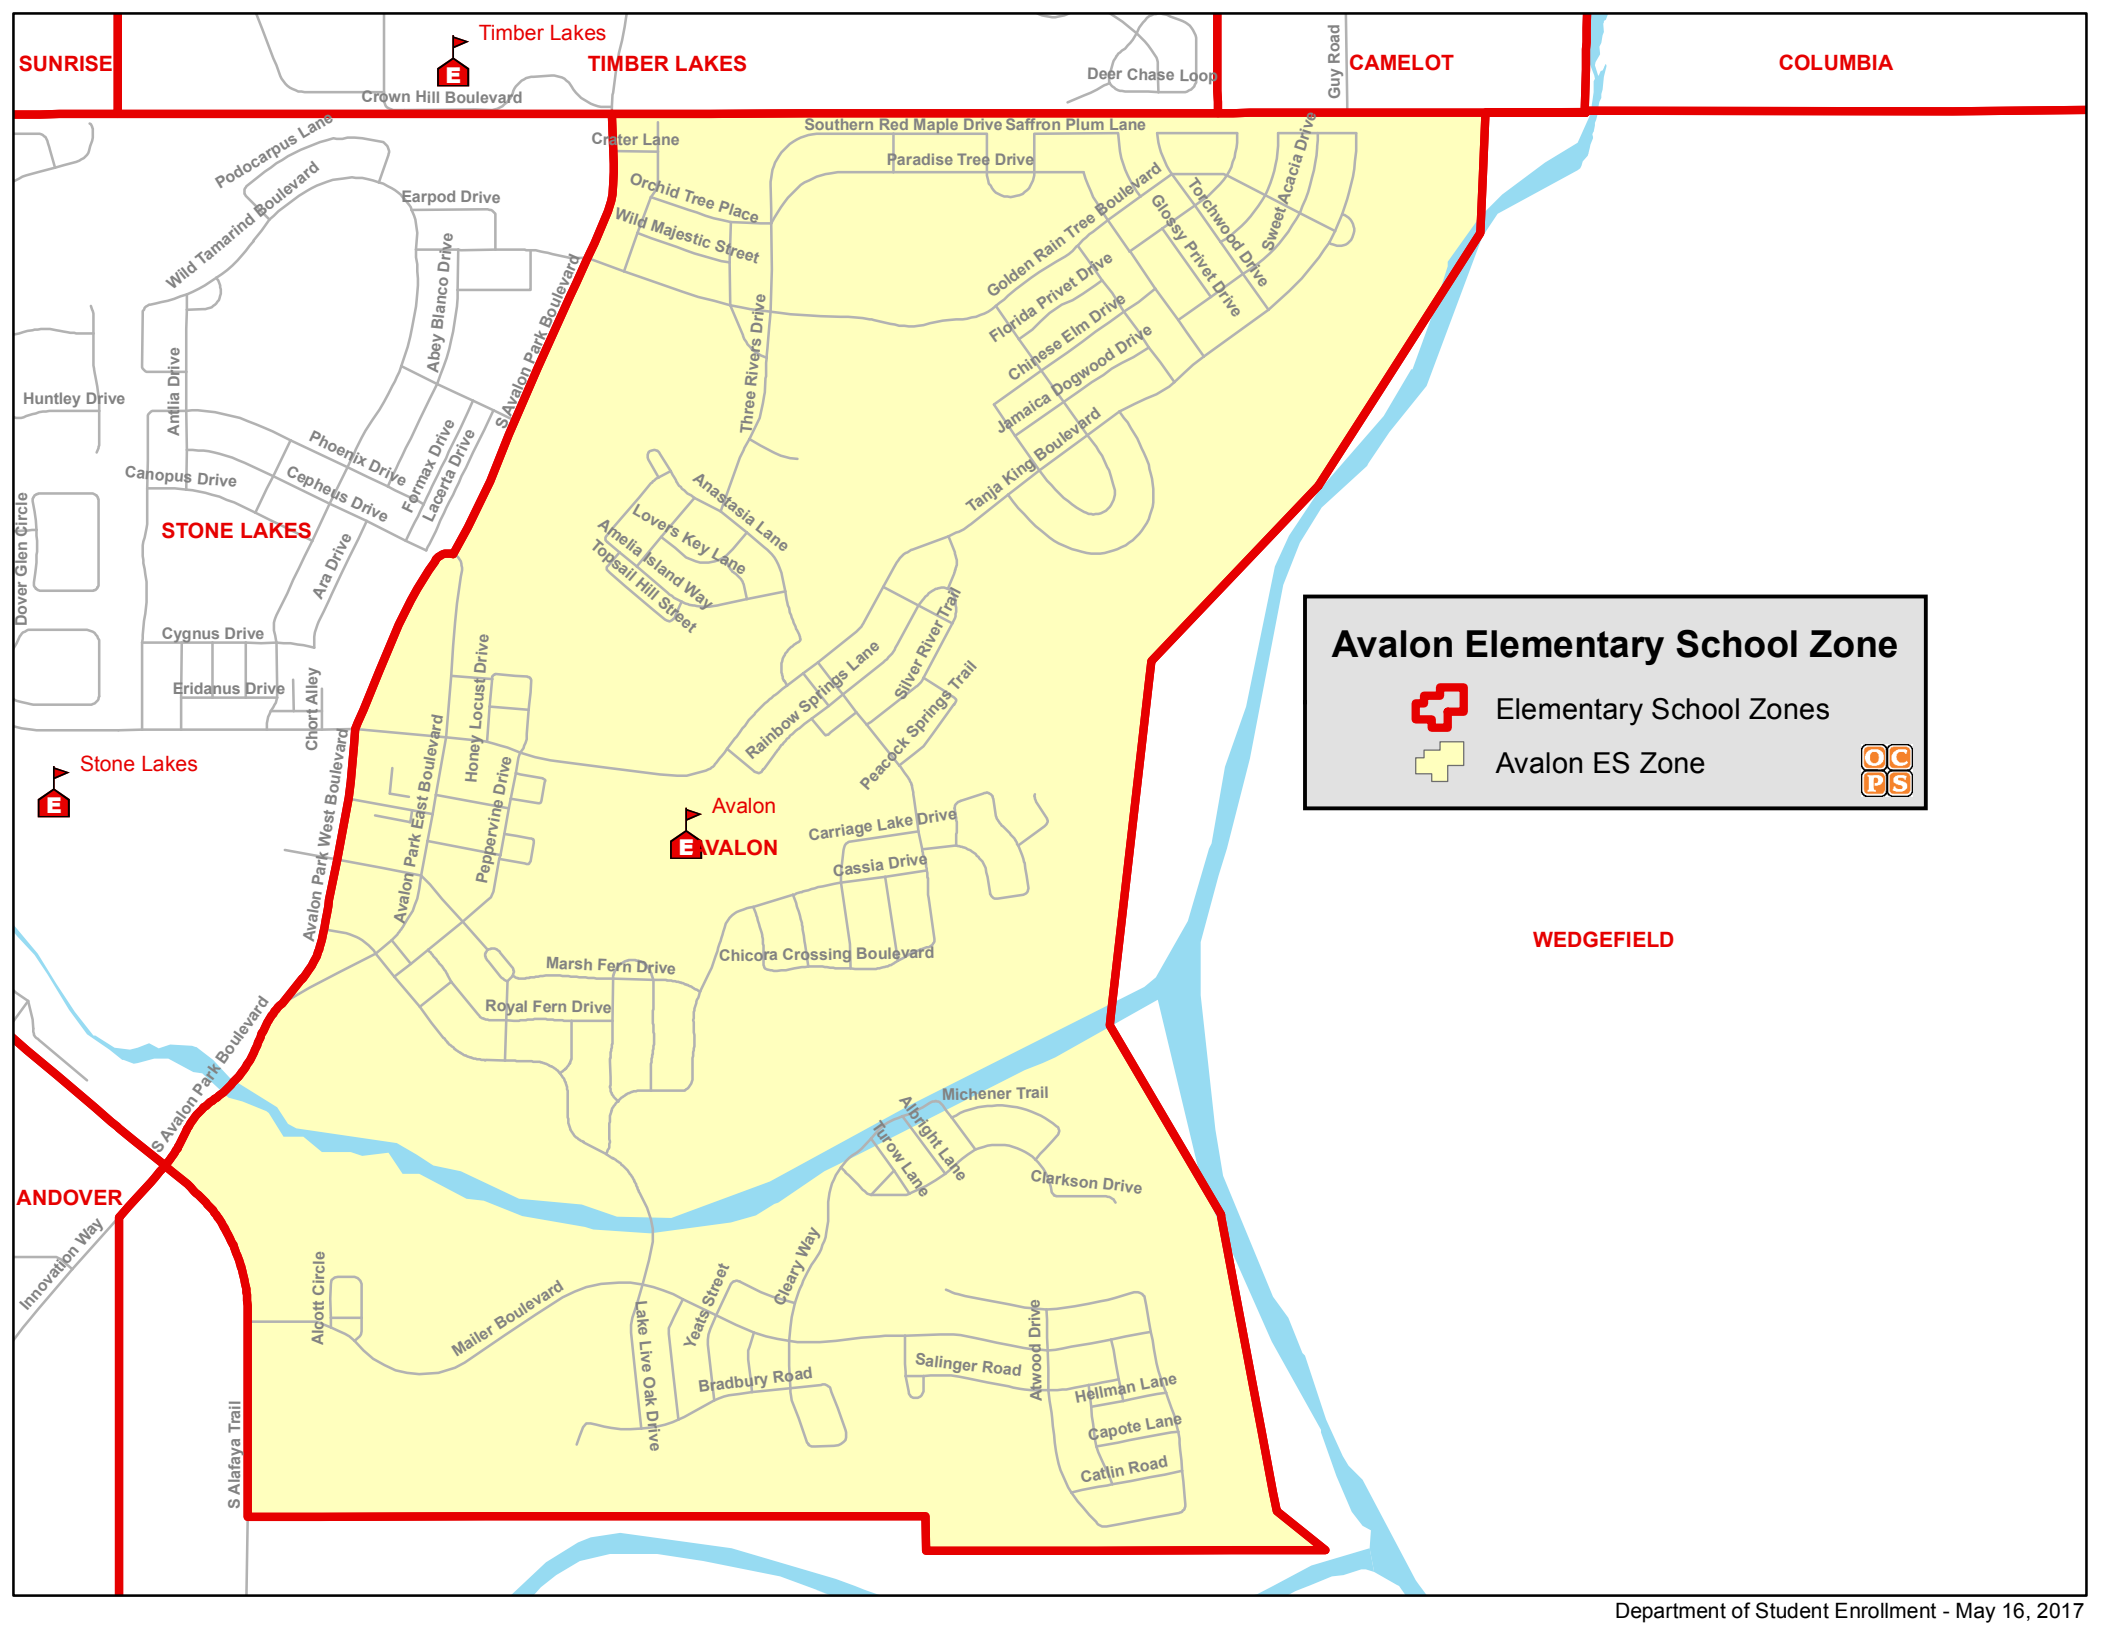 SUNRISE
Timber Lakes
E
TIMBER LAKES
CAMELOT
COLUMBIA
Guy Road
Deer Chase Loop
Crown Hill Boulevard
Podocarpus Lane
Wild Tamarind Boulevard
Earpod Drive
Abey Blanco Drive
S Avalon Park Boulevard
Crater Lane
Orchid Tree Place
Wild Majestic Street
Southern Red Maple Drive
Saffron Plum Lane
Paradise Tree Drive
Golden Rain Tree Boulevard
Glossy Privet Drive
Torchwood Drive
Sweet Acacia Drive
Florida Privet Drive
Chinese Elm Drive
Jamaica Dogwood Drive
Tanja King Boulevard
Three Rivers Drive
Huntley Drive
Antlia Drive
Phoenix Drive
Canopus Drive
Cepheus Drive
Formax Drive
Lacerta Drive
STONE LAKES
Dover Glen Circle
Ara Drive
Cygnus Drive
Eridanus Drive
Chort Alley
Anastasia Lane
Lovers Key Lane
Amelia Island Way
Topsail Hill Street
Rainbow Springs Lane
Silver River Trail
Peacock Springs Trail
Honey Locust Drive
Avalon Park East Boulevard
Peppervine Drive
Avalon Park West Boulevard
Stone Lakes
E
Avalon
E
AVALON
Carriage Lake Drive
Cassia Drive
Chicora Crossing Boulevard
Marsh Fern Drive
Royal Fern Drive
Avalon Elementary School Zone
Elementary School Zones
Avalon ES Zone
O C
P S
WEDGEFIELD
S Avalon Park Boulevard
ANDOVER
Innovation Way
Michener Trail
Albright Lane
Turow Lane
Clarkson Drive
Cleary Way
Alcott Circle
Mailer Boulevard
Lake Live Oak Drive
Yeats Street
Bradbury Road
Salinger Road
Atwood Drive
Hellman Lane
Capote Lane
Catlin Road
S Alafaya Trail
Department of Student Enrollment - May 16, 2017